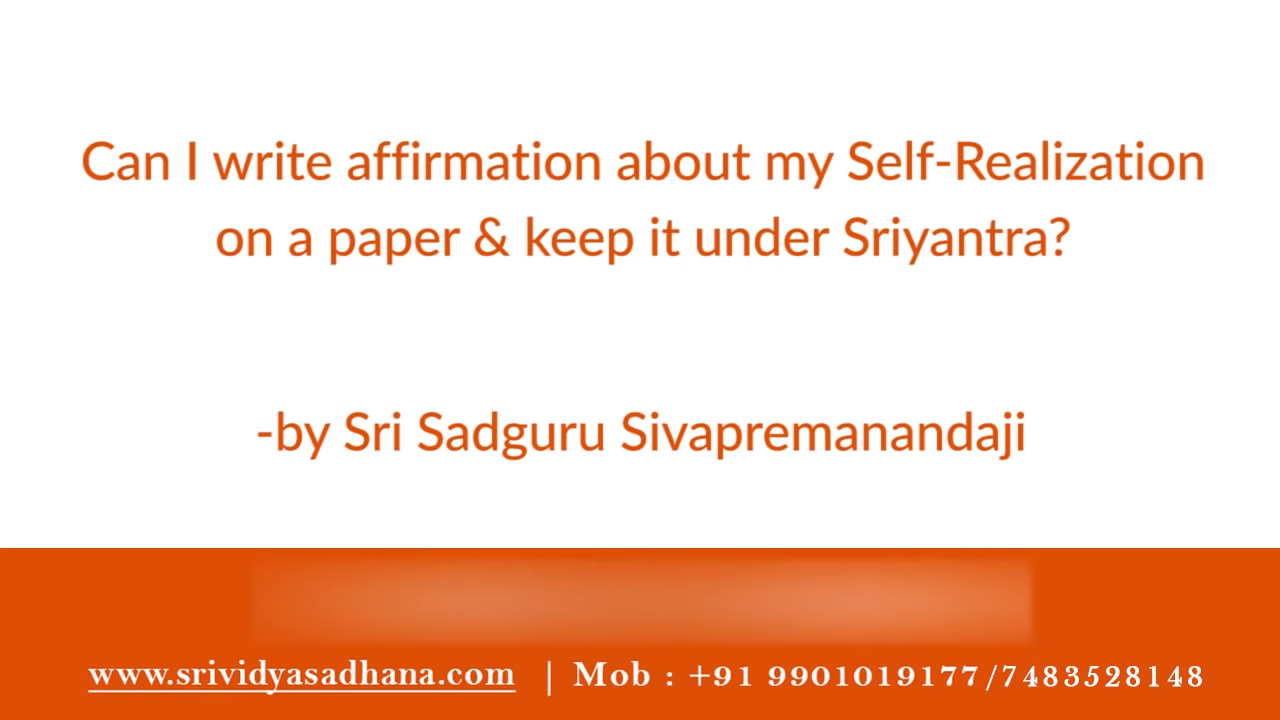 Can I write affirmation about my Self-Realization
on a paper & keep it under Sriyantra?
-by Sri Sadguru Sivapremanandaji
www.srividyasadhana.com | Mob : +91 9901019177/7483528148